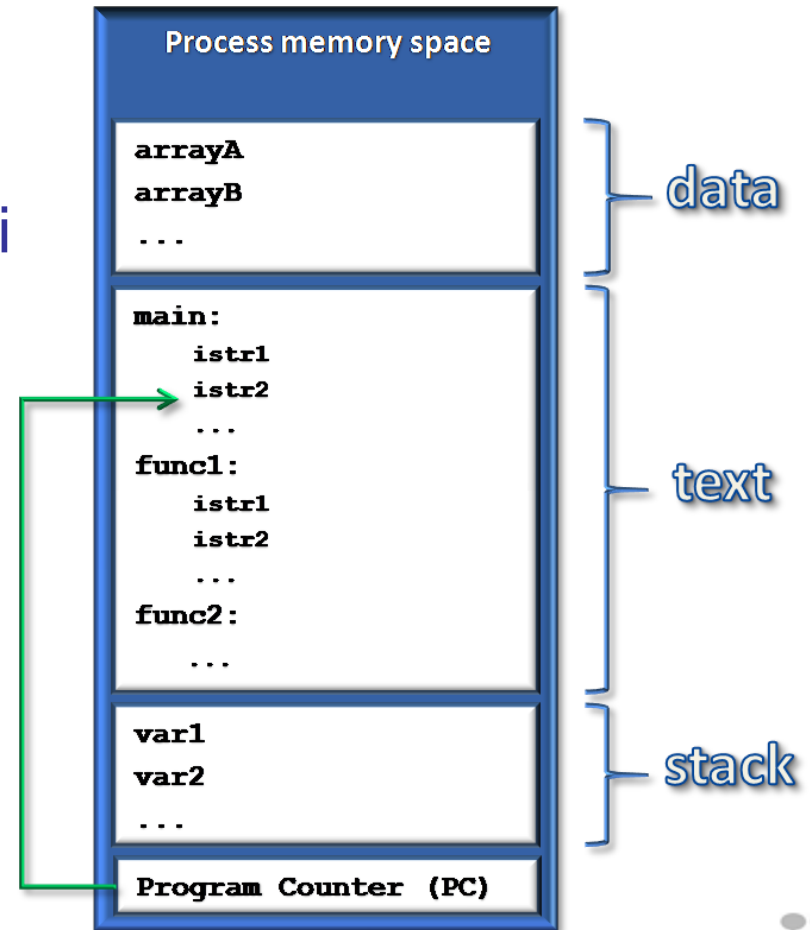 Process memory space
arrayA
arrayB
...
data
i
main:
istr1
istr2
...
func1:
istr1
istr2
...
func2:
...
text
var1
var2
...
stack
Program Counter (PC)